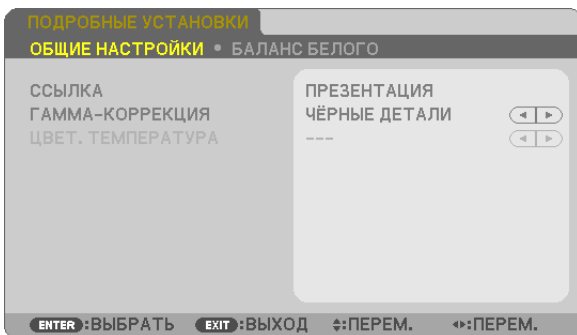 ПОДРОБНЫЕ УСТАНОВКИ
ОБЩИЕ НАСТРОЙКИ • БАЛАНС БЕЛОГО
ССЫЛКА ПРЕЗЕНТАЦИЯ
ГАММА-КОРРЕКЦИЯ ЧЁРНЫЕ ДЕТАЛИ
ЦВЕТ. ТЕМПЕРАТУРА ---
ENTER :ВЫБРАТЬ EXIT :ВЫХОД :ПЕРЕМ. :ПЕРЕМ.